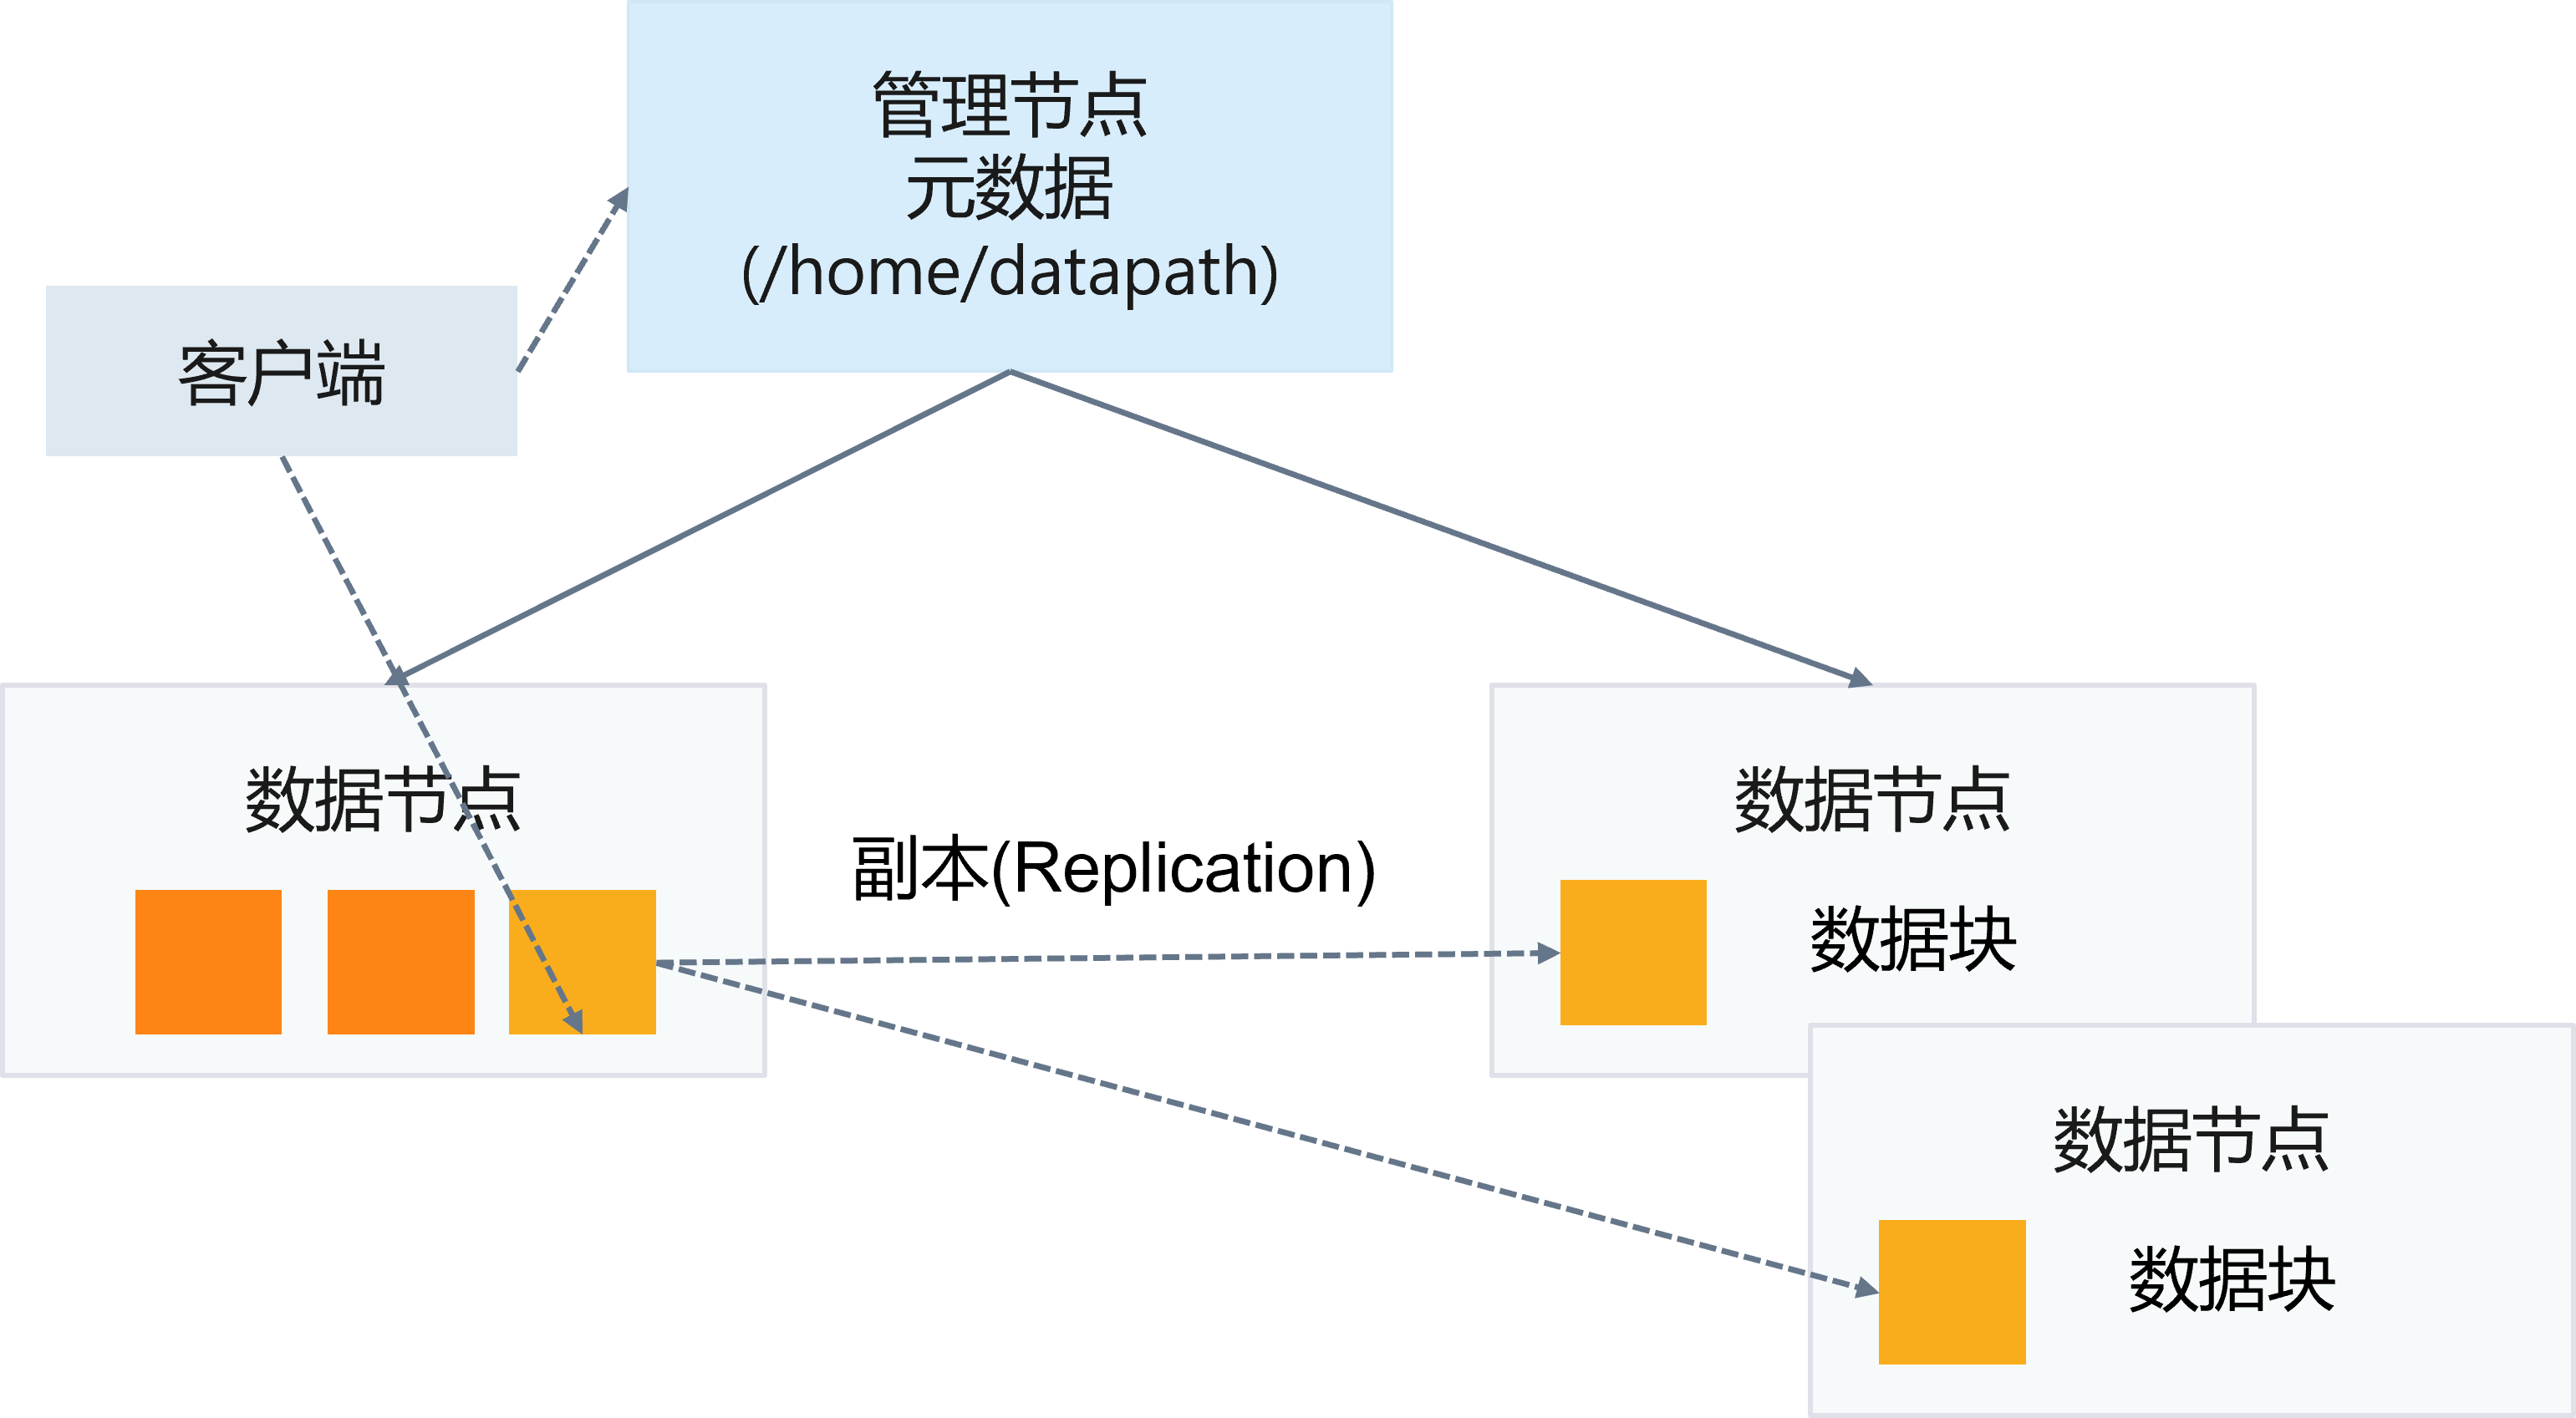 管理节点
元数据
(/home/datapath)
客户端
数据节点
副本(Replication)
数据节点
数据块
数据节点
数据块